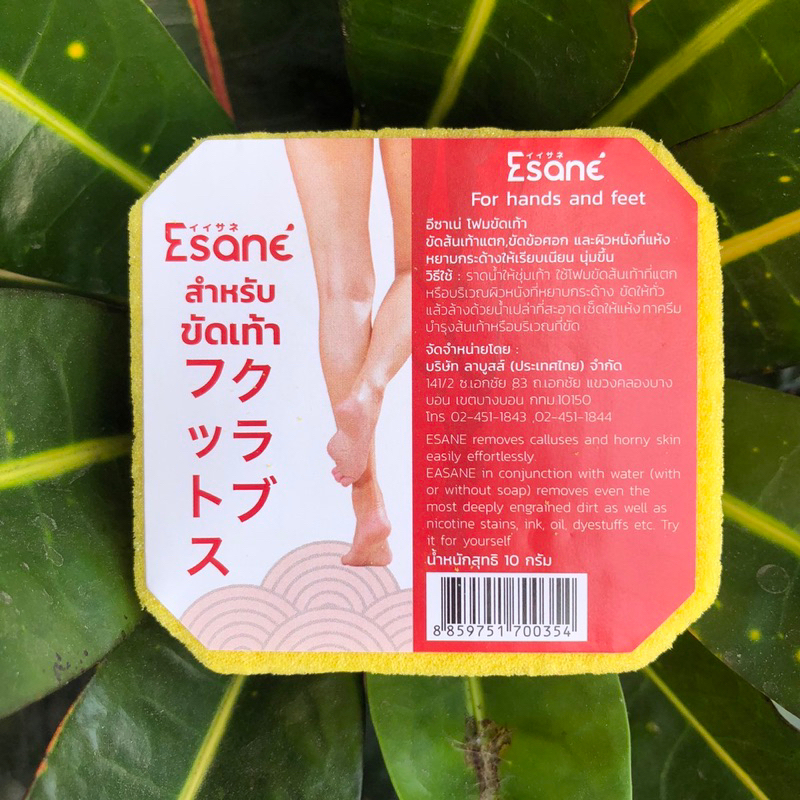 イイサネ
Esané
สำหรับ
ขัดเท้า
フットス
クラブ
イイサネ
Esané
For hands and feet
อีซาเน่ โฟมขัดเท้า
ขัดส้นเท้าแตก,ขัดข้อศอก และผิวหนังที่แห้ง
หยาบกระด้างให้เรียบเนียน นุ่มขึ้น
วิธีใช้ : ราดน้ำให้ชุ่มเท้า ใช้โฟมขัดส้นเท้าที่แตก
หรือบริเวณผิวหนังที่หยาบกระด้าง ขัดให้ทั่ว
แล้วล้างด้วยน้ำเปล่าที่สะอาด เช็ดให้แห้ง ทาครีม
บำรุงส้นเท้าหรือบริเวณที่ขัด
จัดจำหน่ายโดย :
บริษัท ลาบูสส์ (ประเทศไทย) จำกัด
141/2 ซ.เอกชัย 83 ถ.เอกชัย แขวงคลองบาง
บอน เขตบางบอน กทม.10150
โทร 02-451-1843 ,02-451-1844
ESANE removes calluses and horny skin
easily effortlessly.
EASANE in conjunction with water (with
or without soap) removes even the
most deeply engrained dirt as well as
nicotine stains, ink, oil, dyestuffs etc. Try
it for yourself
น้ำหนักสุทธิ 10 กรัม
8 859751 700354